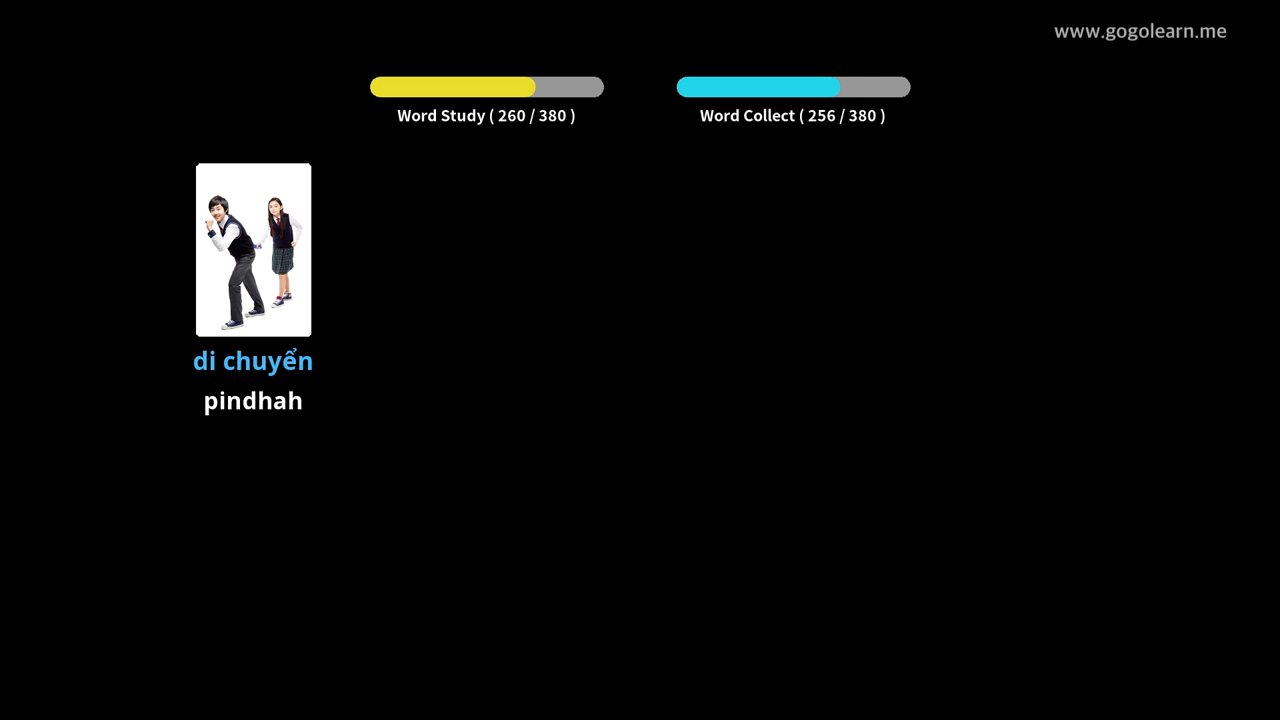 www.gogolearn.me
Word Study ( 260 / 380 )
Word Collect ( 256 / 380 )
di chuyển
pindhah